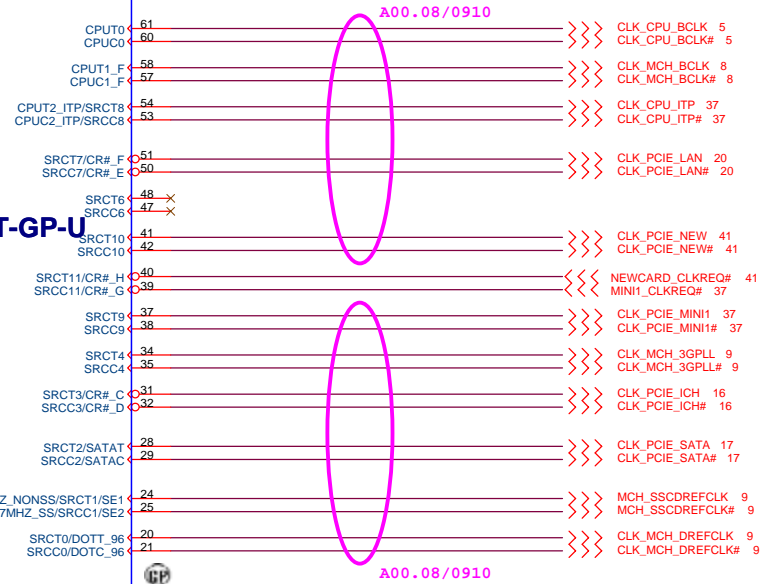 A00.08/0910
CPUT0 61 CLK_CPU_BCLK 5
CPUC0 60 CLK_CPU_BCLK# 5
CPUT1_F 58 CLK_MCH_BCLK 8
CPUC1_F 57 CLK_MCH_BCLK# 8
CPUT2_ITP/SRCT8 54 CLK_CPU_ITP 37
CPUC2_ITP/SRCC8 53 CLK_CPU_ITP# 37
SRCT7/CR#_F 51 CLK_PCIE_LAN 20
SRCC7/CR#_E 50 CLK_PCIE_LAN# 20
SRCT6 48
SRCC6 47
T-GP-U
SRCT10 41 CLK_PCIE_NEW 41
SRCC10 42 CLK_PCIE_NEW# 41
SRCT11/CR#_H 40 NEWCARD_CLKREQ# 41
SRCC11/CR#_G 39 MINI1_CLKREQ# 37
SRCT9 37 CLK_PCIE_MINI1 37
SRCC9 38 CLK_PCIE_MINI1# 37
SRCT4 34 CLK_MCH_3GPLL 9
SRCC4 35 CLK_MCH_3GPLL# 9
SRCT3/CR#_C 31 CLK_PCIE_ICH 16
SRCC3/CR#_D 32 CLK_PCIE_ICH# 16
SRCT2/SATAT 28 CLK_PCIE_SATA 17
SRCC2/SATAC 29 CLK_PCIE_SATA# 17
Z_NONSS/SRCT1/SE1 24 MCH_SSCDREFCLK 9
7MHZ_SS/SRCC1/SE2 25 MCH_SSCDREFCLK# 9
SRCT0/DOTT_96 20 CLK_MCH_DREFCLK 9
SRCC0/DOTC_96 21 CLK_MCH_DREFCLK# 9
GP
A00.08/0910